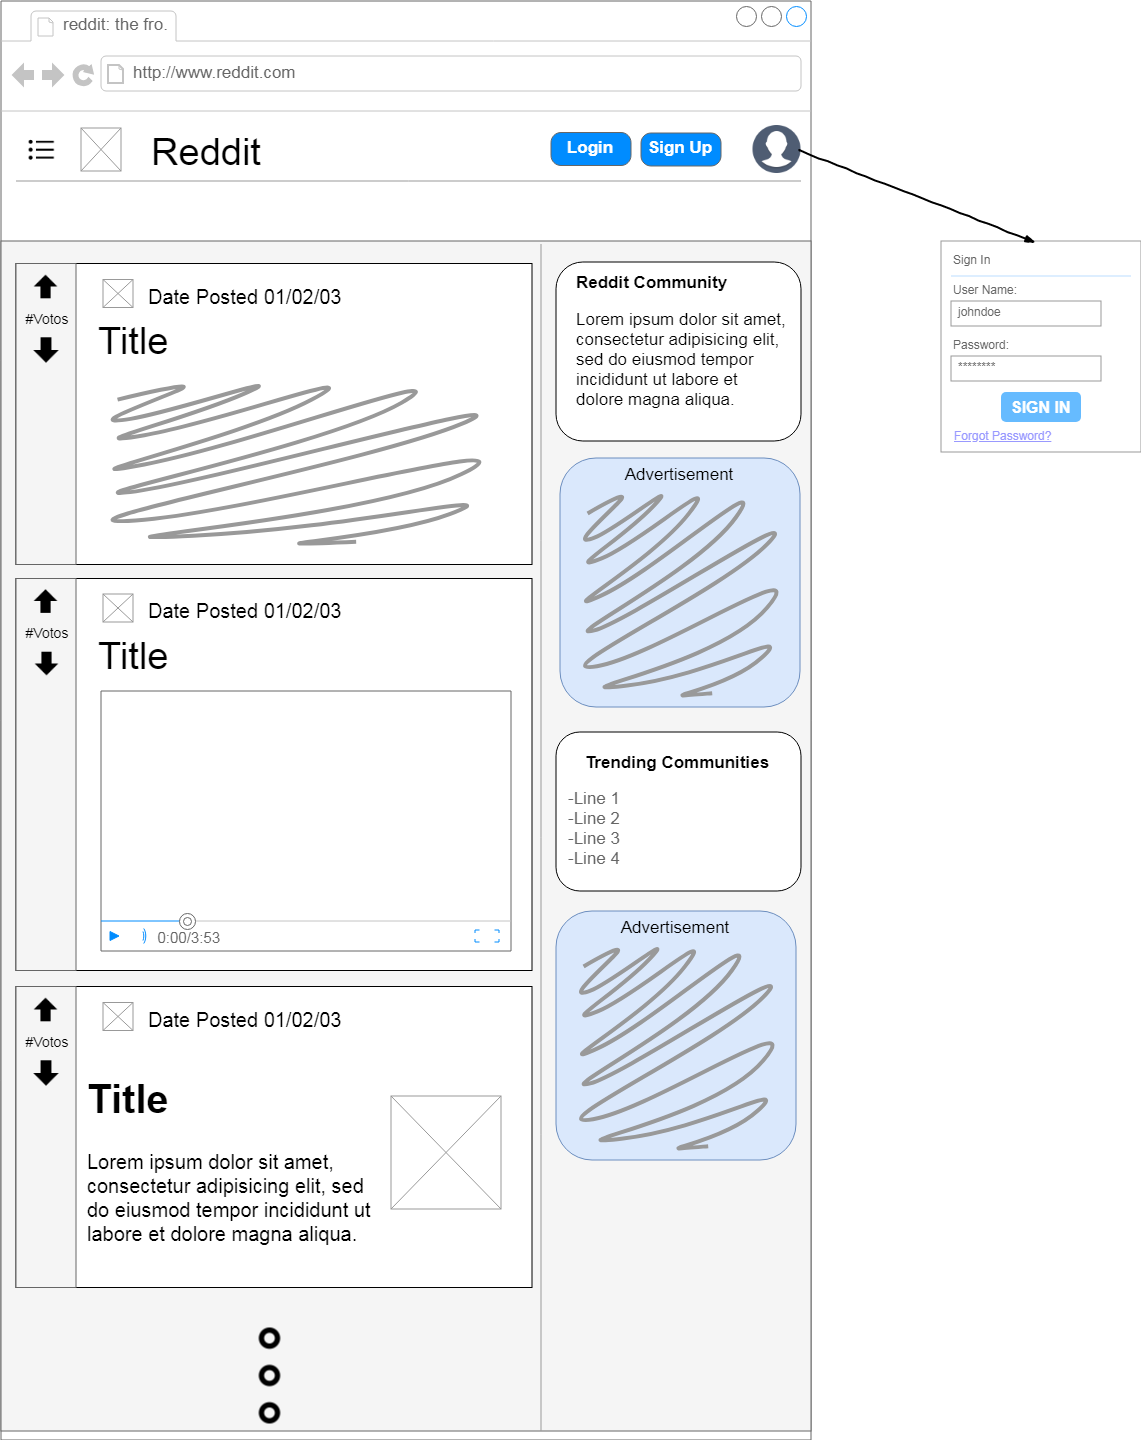 reddit: the fro.
http://www.reddit.com
Reddit
Login
Sign Up
#Votos
Date Posted 01/02/03
Title
#Votos
Date Posted 01/02/03
Title
0:00/3:53
#Votos
Date Posted 01/02/03
Title
Lorem ipsum dolor sit amet,
consectetur adipisicing elit, sed
do eiusmod tempor incididunt ut
labore et dolore magna aliqua.
Reddit Community
Lorem ipsum dolor sit amet,
consectetur adipisicing elit,
sed do eiusmod tempor
incididunt ut labore et
dolore magna aliqua.
Advertisement
Trending Communities
-Line 1
-Line 2
-Line 3
-Line 4
Advertisement
Sign In
User Name:
johndoe
Password:
********
SIGN IN
Forgot Password?